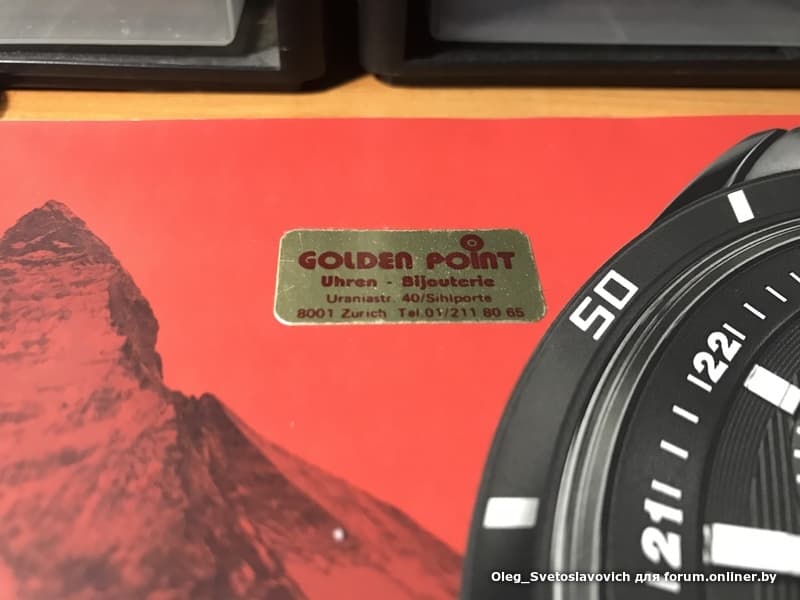 GOLDEN POINT
Uhren - Bijouterie
Uraniastr. 40/Sihlporte
8001 Zurich Tel.01/211 80 65
50
22
21
Oleg_Svetoslavovich для forum.onliner.by